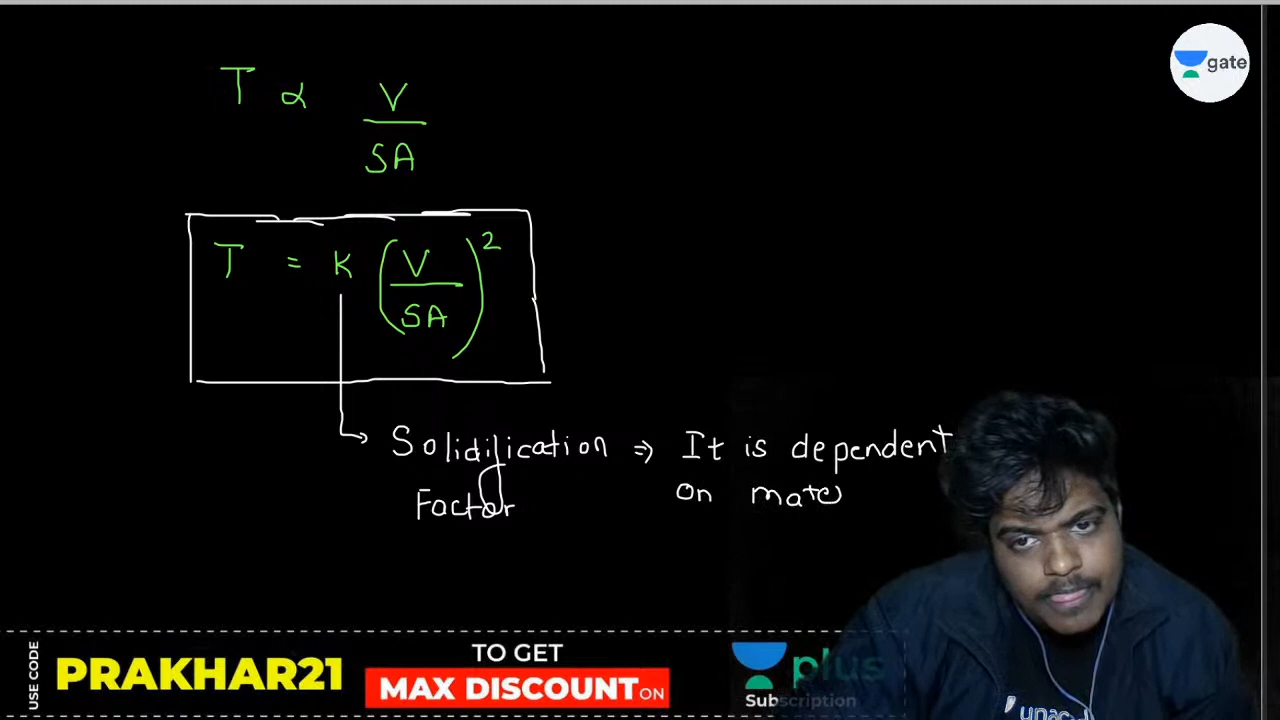 gate
T α V
SA
T = K (V
SA)²
Solidification ⇒ It is dependent
Factor on mate
USE CODE
PRAKHAR21
TO GET
MAX DISCOUNT ON
plus
Subscription